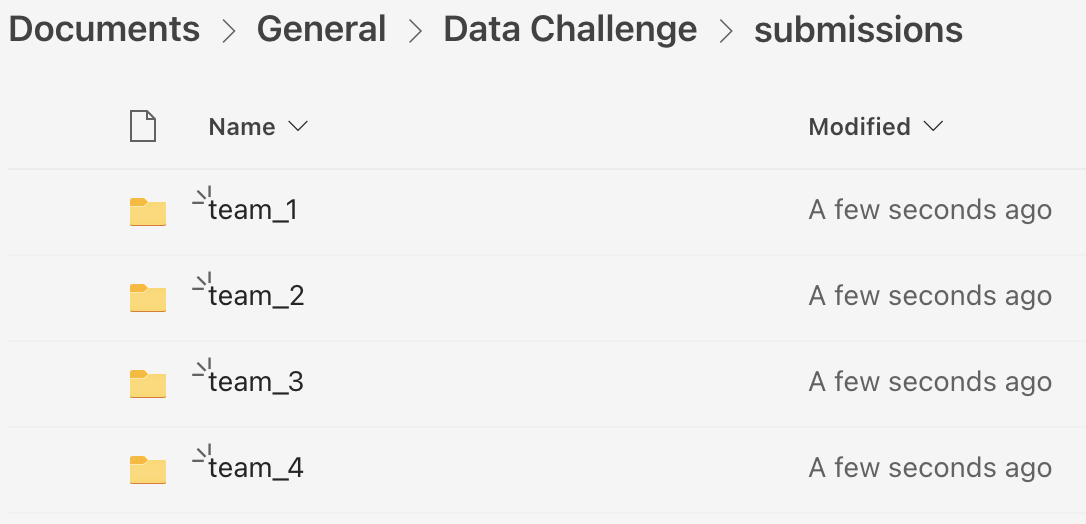 Documents > General > Data Challenge > submissions
Name Modified
team_1 A few seconds ago
team_2 A few seconds ago
team_3 A few seconds ago
team_4 A few seconds ago